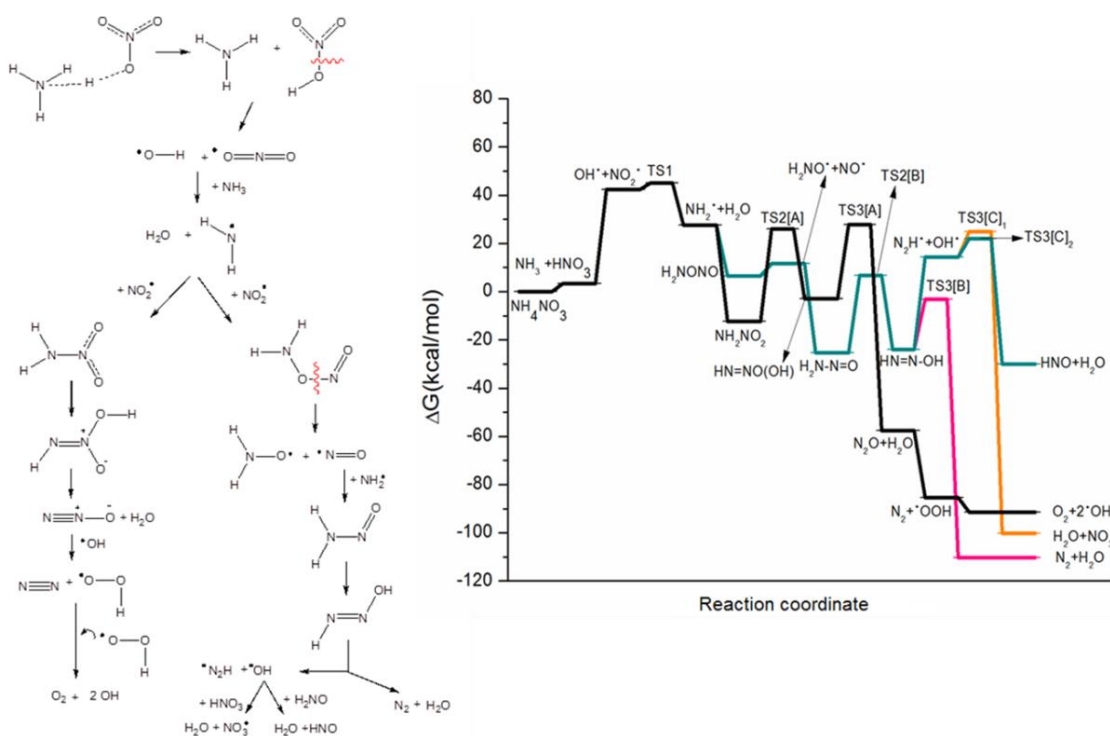 H H
N H O
H
O N O
H N H
H
+
O N O
O
H
•O—H + •O=N=O
+ NH₃
H₂O +
H
N•
H
+ NO₂• + NO₂•
H
H N O
O
H
H N O
O N
O—H
N=N⁺
H O⁻
H
H N—O• + •N=O
+ NH₂•
N≡N⁺—O⁻ + H₂O
•OH
H N O
H N
N≡N + •O—O
H
•O—O
H
O₂ + 2 OH
OH
N=N
H
•N₂H + •OH
+ HNO₃ + H₂NO
H₂O + NO₃• H₂O +HNO
N₂ + H₂O
ΔG(kcal/mol)
80
60
40
20
0
-20
-40
-60
-80
-100
-120
Reaction coordinate
NH₄NO₃
NH₃ +HNO₃
OH•+NO₂•
TS1
NH₂•+H₂O
H₂NONO
NH₂NO₂
TS2[A]
H₂NO•+NO•
HN=NO(OH)
H₂N-N=O
TS3[A]
TS2[B]
HN=N-OH
N₂H•+OH•
TS3[C]₁
TS3[C]₂
TS3[B]
HNO+H₂O
N₂O+H₂O
N₂+•OOH
O₂+2•OH
H₂O+NO₃
N₂+H₂O